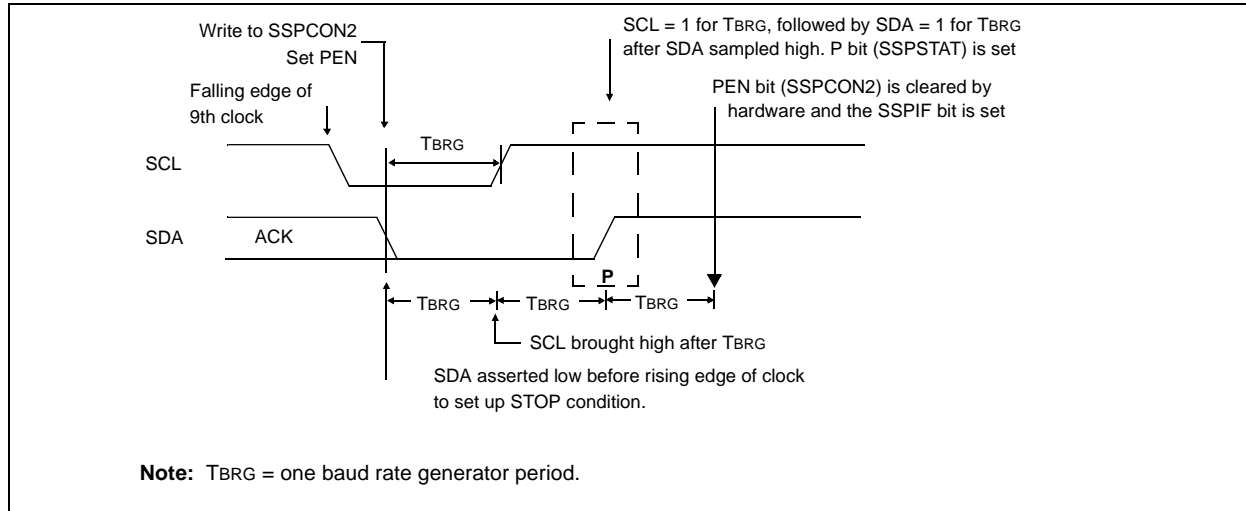 Write to SSPCON2
Set PEN
SCL = 1 for TBRG, followed by SDA = 1 for TBRG
after SDA sampled high. P bit (SSPSTAT) is set
Falling edge of
9th clock
PEN bit (SSPCON2) is cleared by
hardware and the SSPIF bit is set
TBRG
SCL
SDA
ACK
P
TBRG
TBRG
TBRG
SCL brought high after TBRG
SDA asserted low before rising edge of clock
to set up STOP condition.
Note: TBRG = one baud rate generator period.